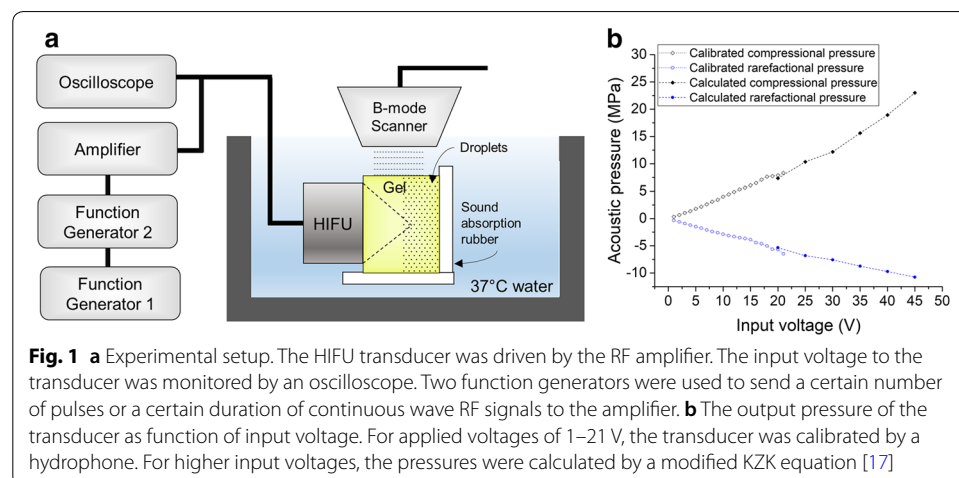 a
Oscilloscope
Amplifier
Function
Generator 2
Function
Generator 1
B-mode
Scanner
Droplets
Gel
HIFU
Sound
absorption
rubber
37°C water
b
Calibrated compressional pressure
Calibrated rarefactional pressure
Calculated compressional pressure
Calculated rarefactional pressure
Acoustic pressure (MPa)
30
25
20
15
10
5
0
-5
-10
0 5 10 15 20 25 30 35 40 45 50
Input voltage (V)
Fig. 1 a Experimental setup. The HIFU transducer was driven by the RF amplifier. The input voltage to the
transducer was monitored by an oscilloscope. Two function generators were used to send a certain number
of pulses or a certain duration of continuous wave RF signals to the amplifier. b The output pressure of the
transducer as function of input voltage. For applied voltages of 1–21 V, the transducer was calibrated by a
hydrophone. For higher input voltages, the pressures were calculated by a modified KZK equation [17]